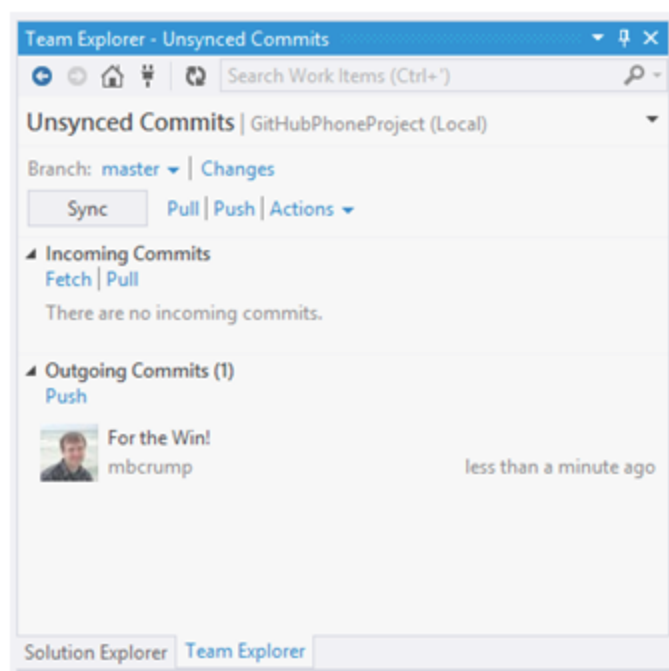 Team Explorer - Unsynced Commits
Search Work Items (Ctrl+')
Unsynced Commits | GitHubPhoneProject (Local)
Branch: master | Changes
Sync Pull | Push | Actions
Incoming Commits
Fetch | Pull
There are no incoming commits.
Outgoing Commits (1)
Push
For the Win!
mbcrump less than a minute ago
Solution Explorer Team Explorer